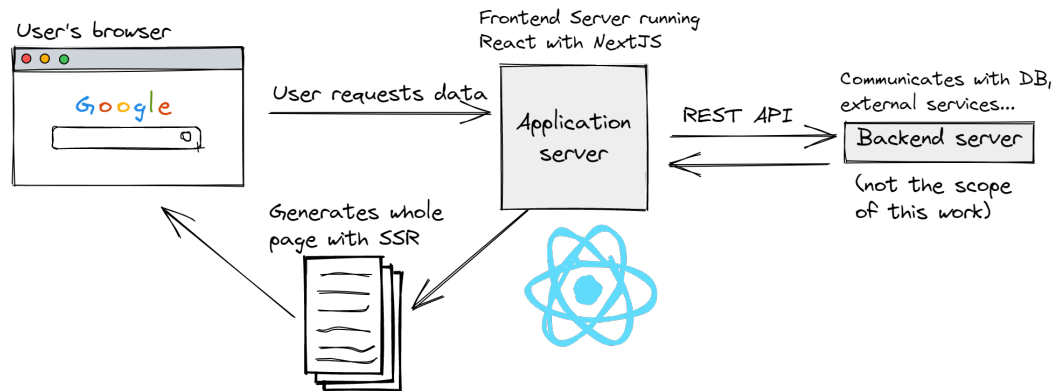 User's browser
Google
User requests data
Frontend Server running
React with NextJS
Application
server
REST API
Communicates with DB,
external services...
Backend server
(not the scope
of this work)
Generates whole
page with SSR